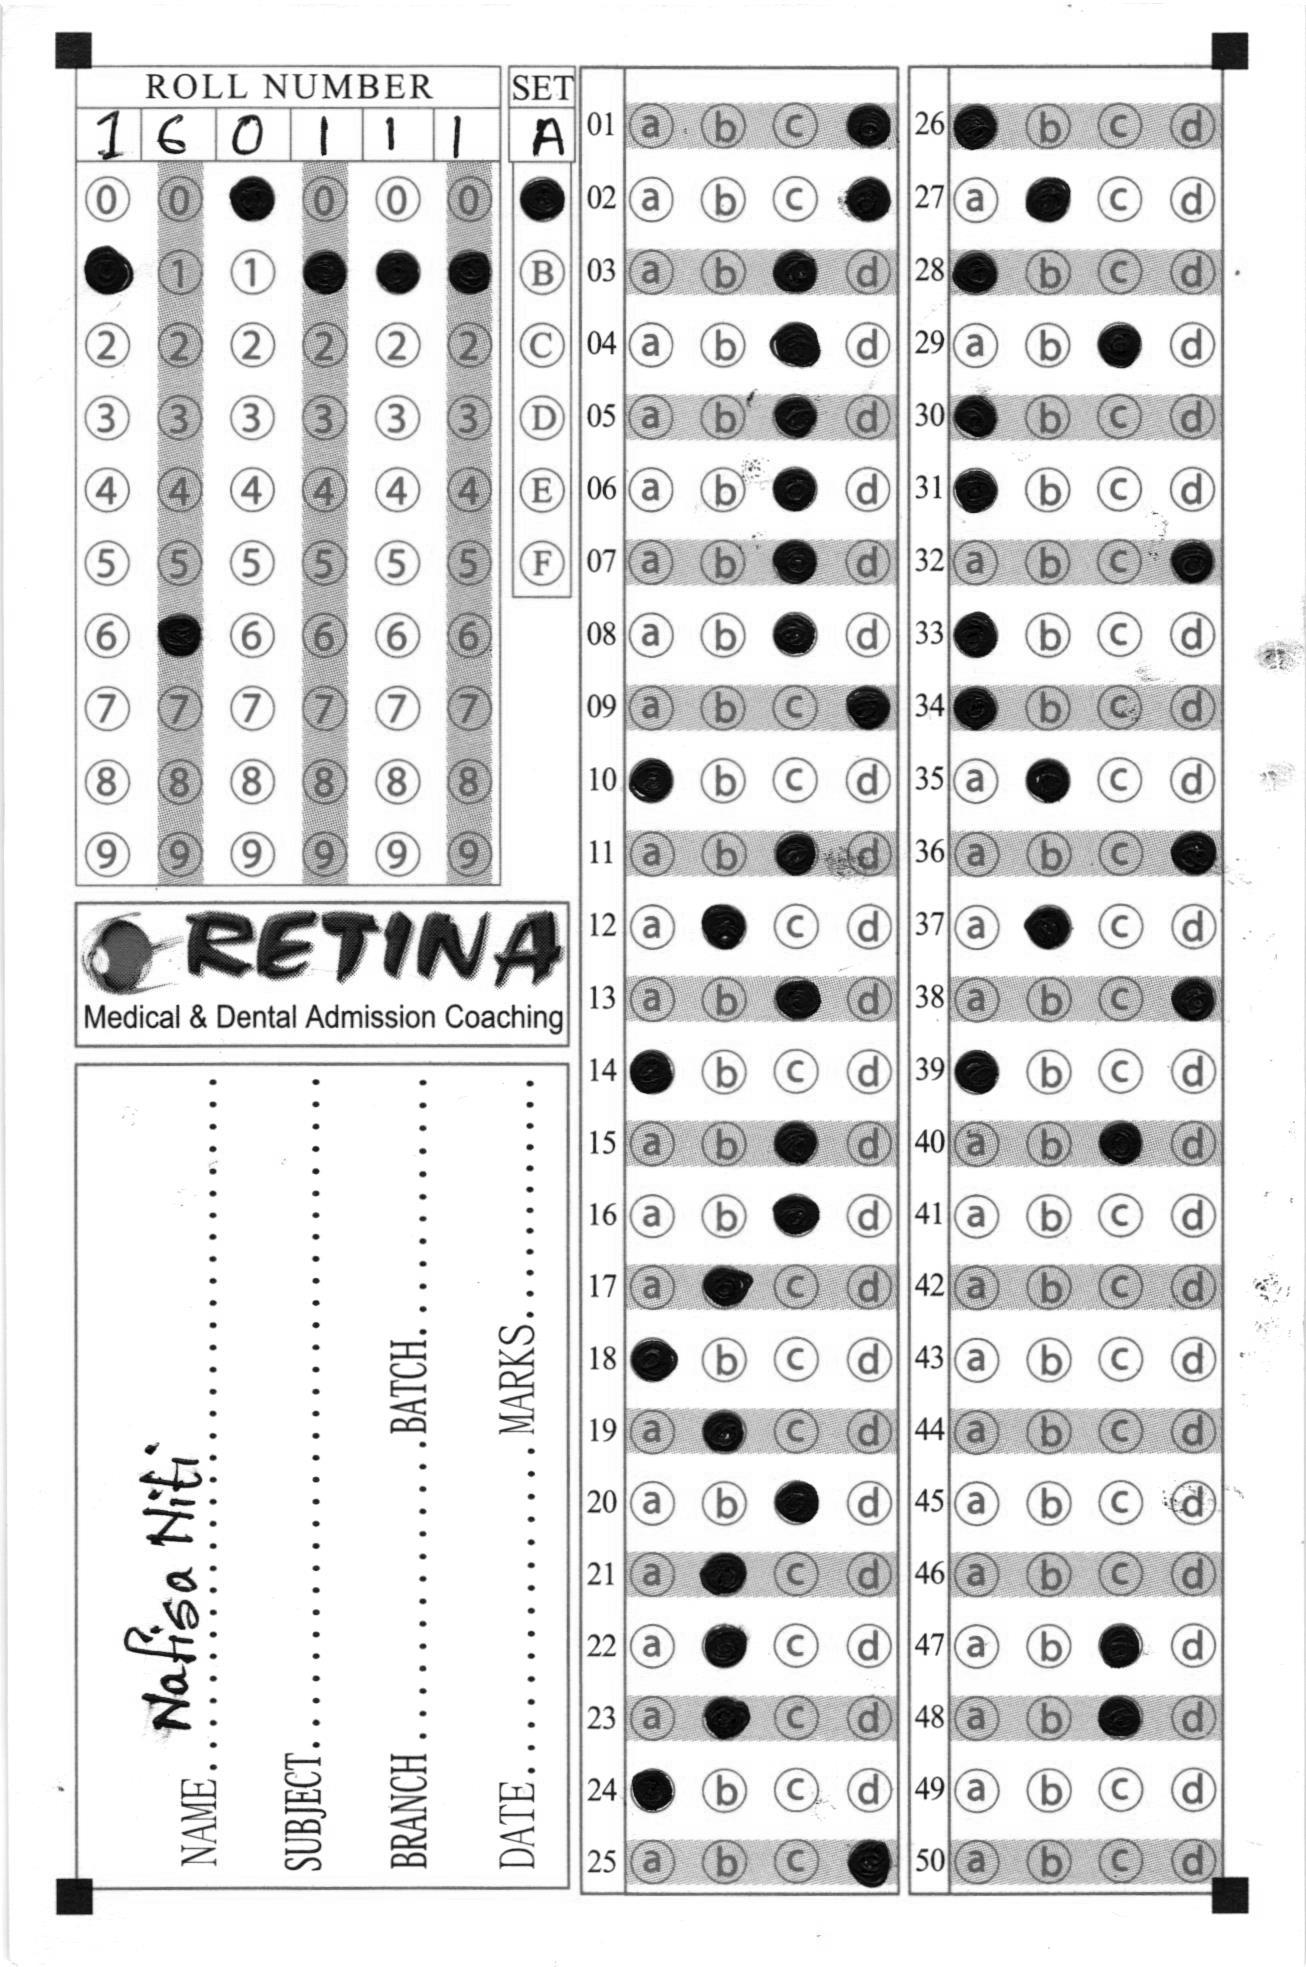 ROLL NUMBER
1 6 0 1 1 1
0 0 0 0 0
1 1
2 2 2 2 2 2
3 3 3 3 3 3
4 4 4 4 4 4
5 5 5 5 5 5
6 6 6 6 6
7 7 7 7 7 7
8 8 8 8 8 8
9 9 9 9 9 9
SET
A
B
C
D
E
F
RETINA
Medical & Dental Admission Coaching
NAME Nafisa Niti
SUBJECT
BRANCH BATCH
DATE MARKS
01 a b c
02 a b c
03 a b d
04 a b d
05 a b d
06 a b d
07 a b d
08 a b d
09 a b c
10 b c d
11 a b d
12 a c d
13 a b d
14 b c d
15 a b d
16 a b d
17 a c d
18 b c d
19 a c d
20 a b d
21 a c d
22 a c d
23 a c d
24 b c d
25 a b c
26 b c d
27 a c d
28 b c d
29 a b d
30 b c d
31 b c d
32 a b c
33 b c d
34 b c d
35 a c d
36 a b c
37 a c d
38 a b c
39 b c d
40 a b d
41 a b c d
42 a b c d
43 a b c d
44 a b c d
45 a b c d
46 a b c d
47 a b d
48 a b d
49 a b c d
50 a b c d